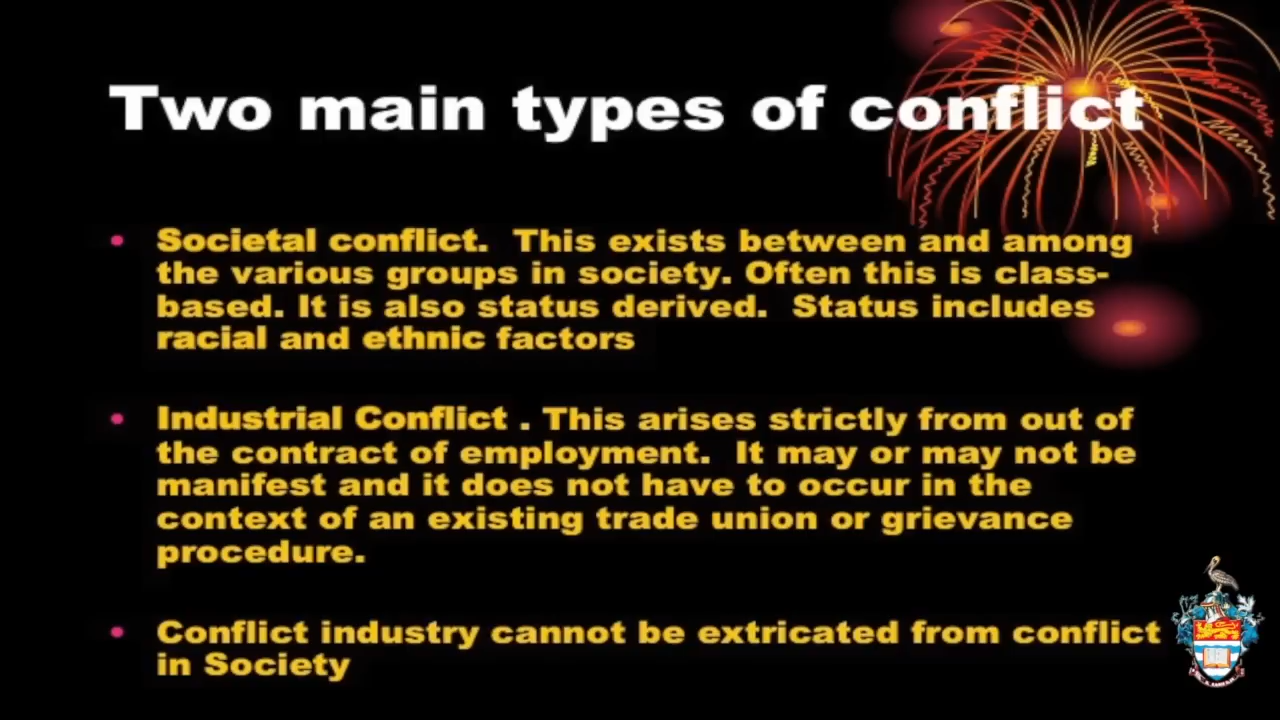 Two main types of conflict
• Societal conflict.  This exists between and among
the various groups in society. Often this is class-
based. It is also status derived.  Status includes
racial and ethnic factors
• Industrial Conflict . This arises strictly from out of
the contract of employment.  It may or may not be
manifest and it does not have to occur in the
context of an existing trade union or grievance
procedure.
• Conflict industry cannot be extricated from conflict
in Society